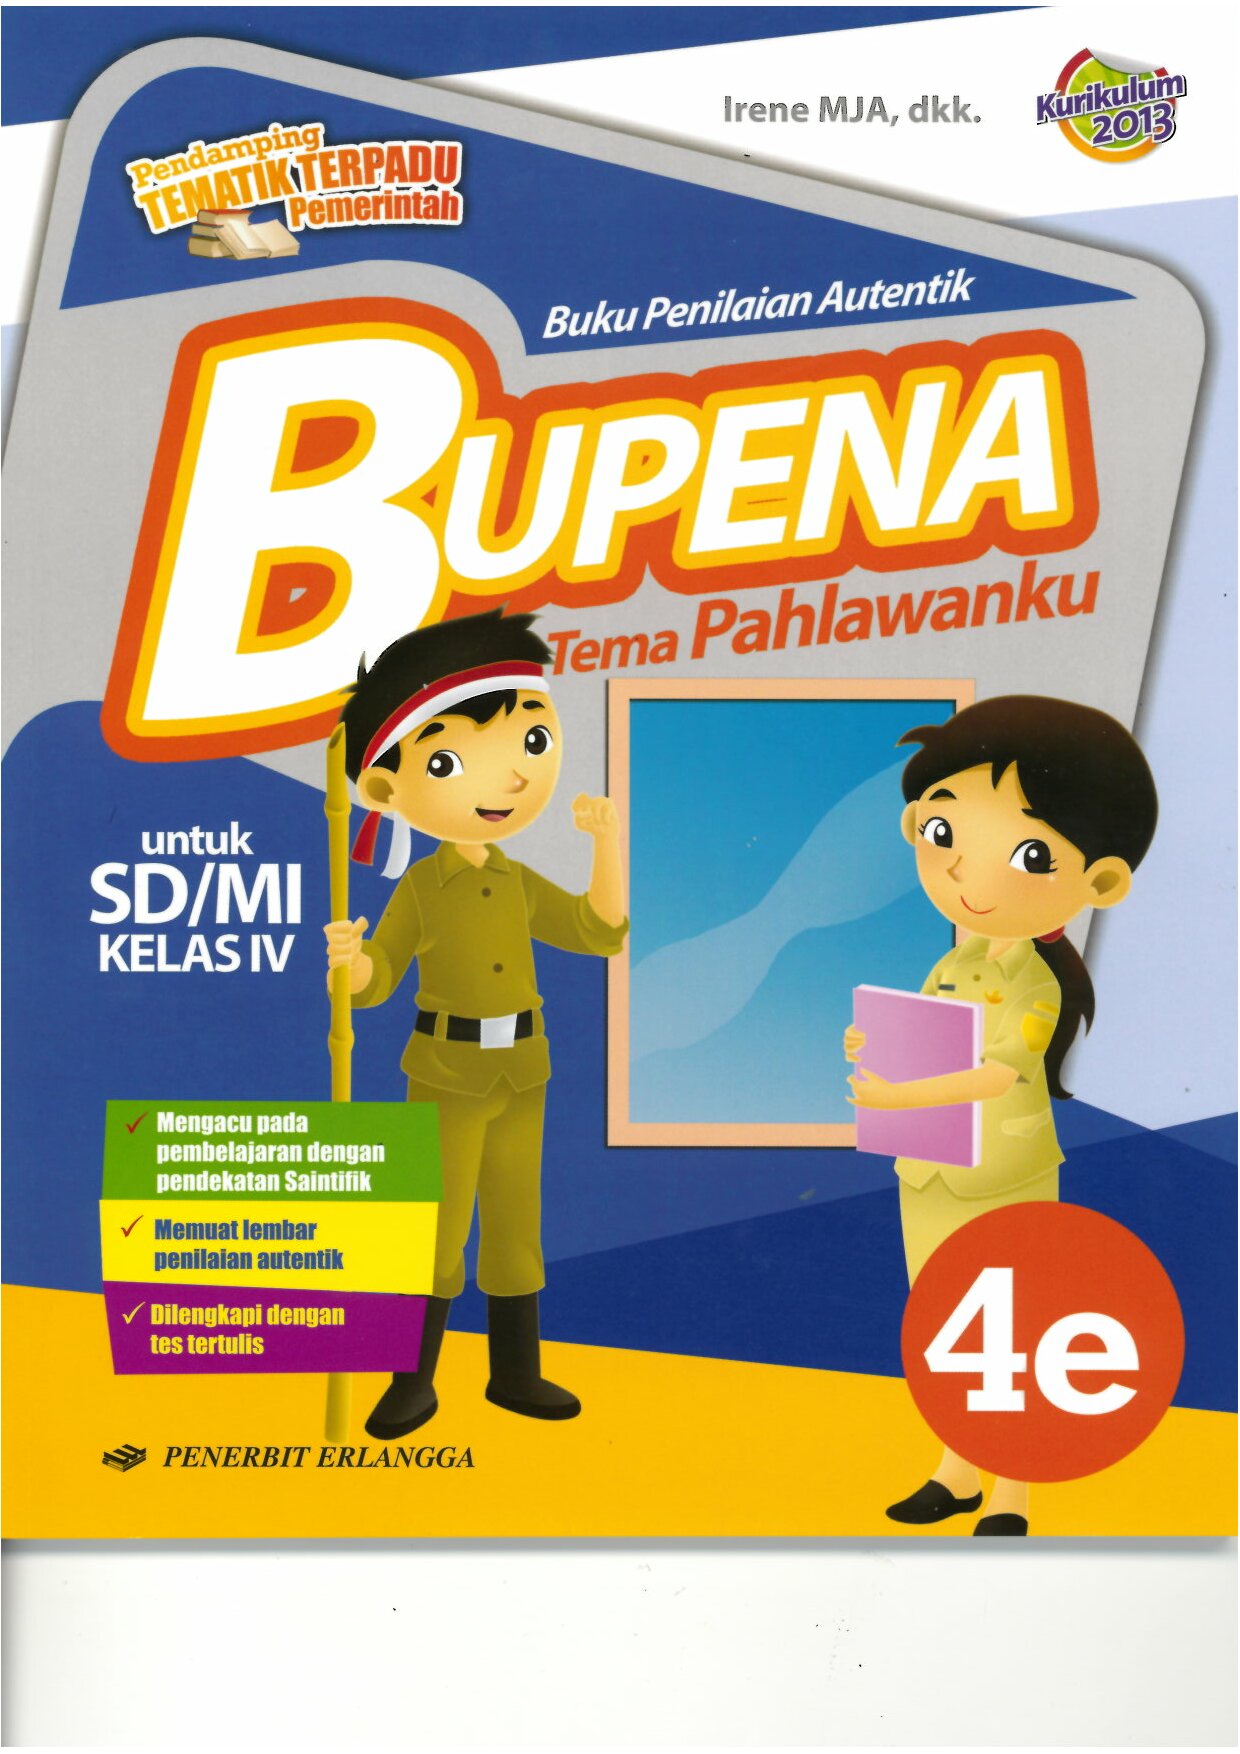 Irene MJA, dkk.
Kurikulum
2013
Pendamping
TEMATIK TERPADU
Pemerintah
Buku Penilaian Autentik
BUPENA
Tema Pahlawanku
untuk
SD/MI
KELAS IV
Mengacu pada
pembelajaran dengan
pendekatan Saintifik
Memuat lembar
penilaian autentik
Dilengkapi dengan
tes tertulis
4e
PENERBIT ERLANGGA